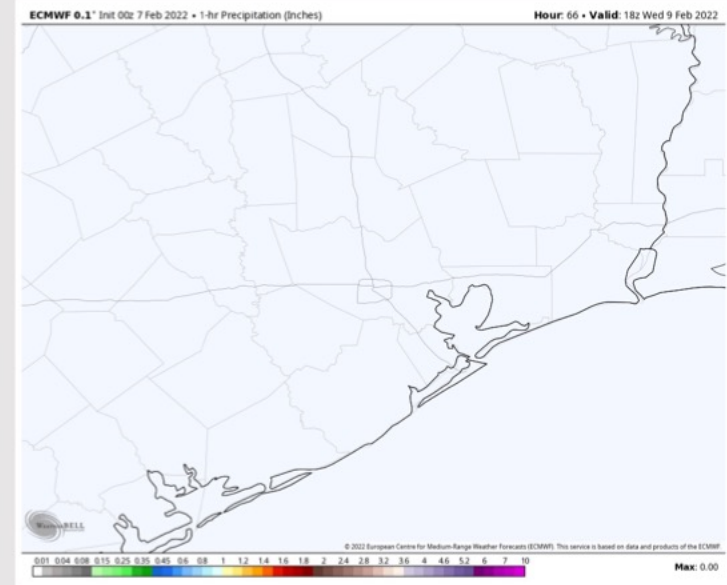 ECMWF 0.1° Init 00z 7 Feb 2022 • 1-hr Precipitation (Inches)
Hour: 66 • Valid: 18z Wed 9 Feb 2022
WeatherBELL
© 2022 European Centre for Medium-Range Weather Forecasts (ECMWF). This service is based on data and products of the ECMWF.
0.01 0.04 0.08 0.15 0.25 0.35 0.45 0.6 0.8 1 1.2 1.4 1.6 1.8 2 2.4 2.8 3.2 3.6 4 4.6 5.2 6 7 10
Max: 0.00